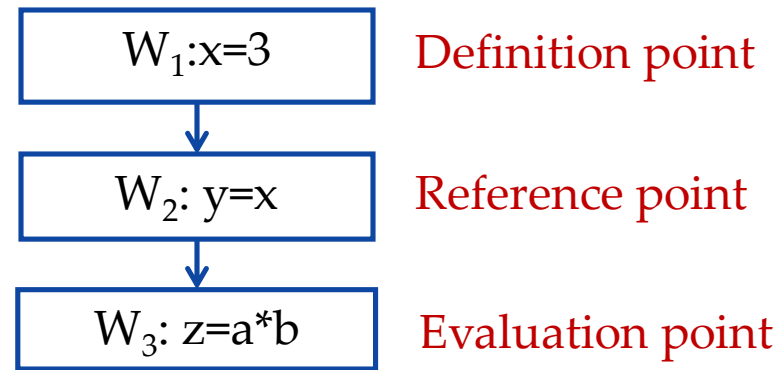 W₁:x=3 Definition point
W₂: y=x Reference point
W₃: z=a*b Evaluation point